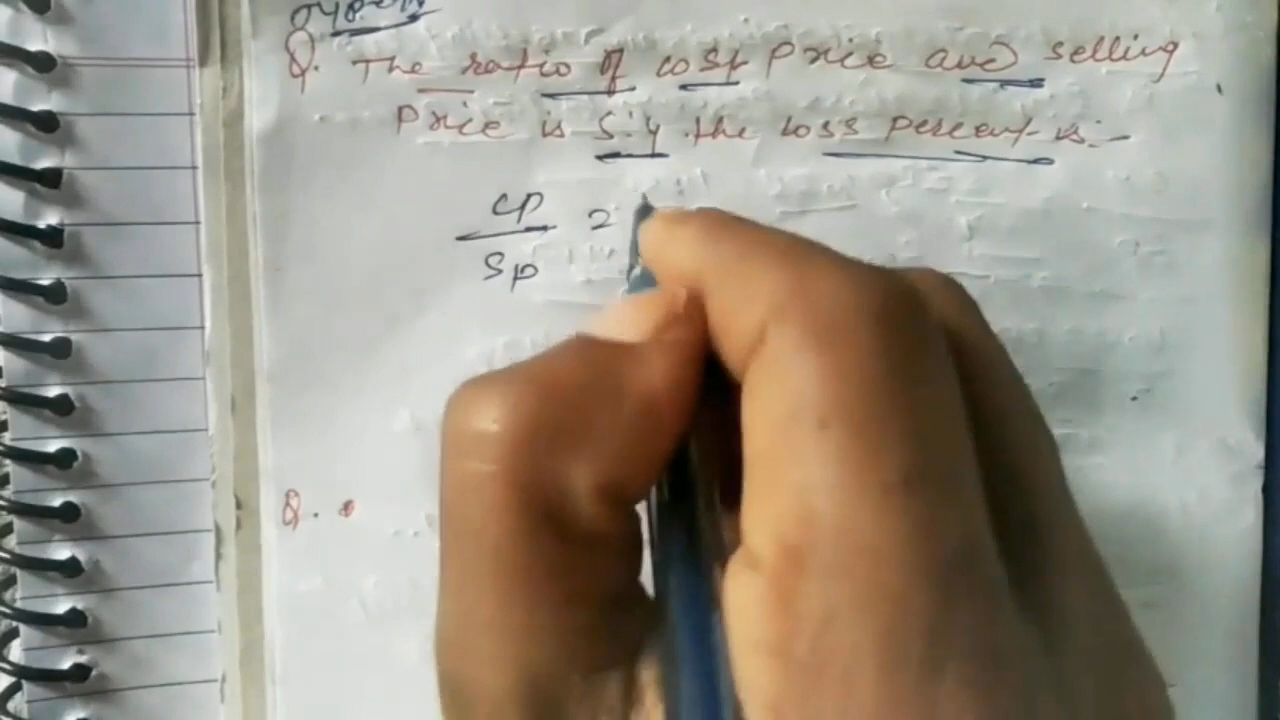 Q. The ratio of cost price and selling
price is 5:4 the loss percent is:-
CP
SP
=
Q.